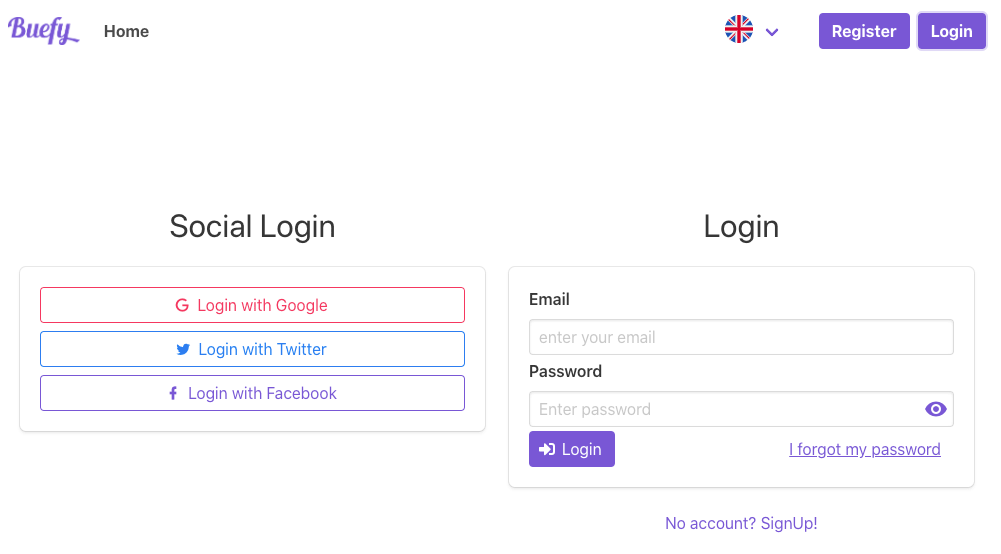 Buefy Home Register Login
Social Login
Login with Google
Login with Twitter
Login with Facebook
Login
Email
enter your email
Password
Enter password
Login I forgot my password
No account? SignUp!